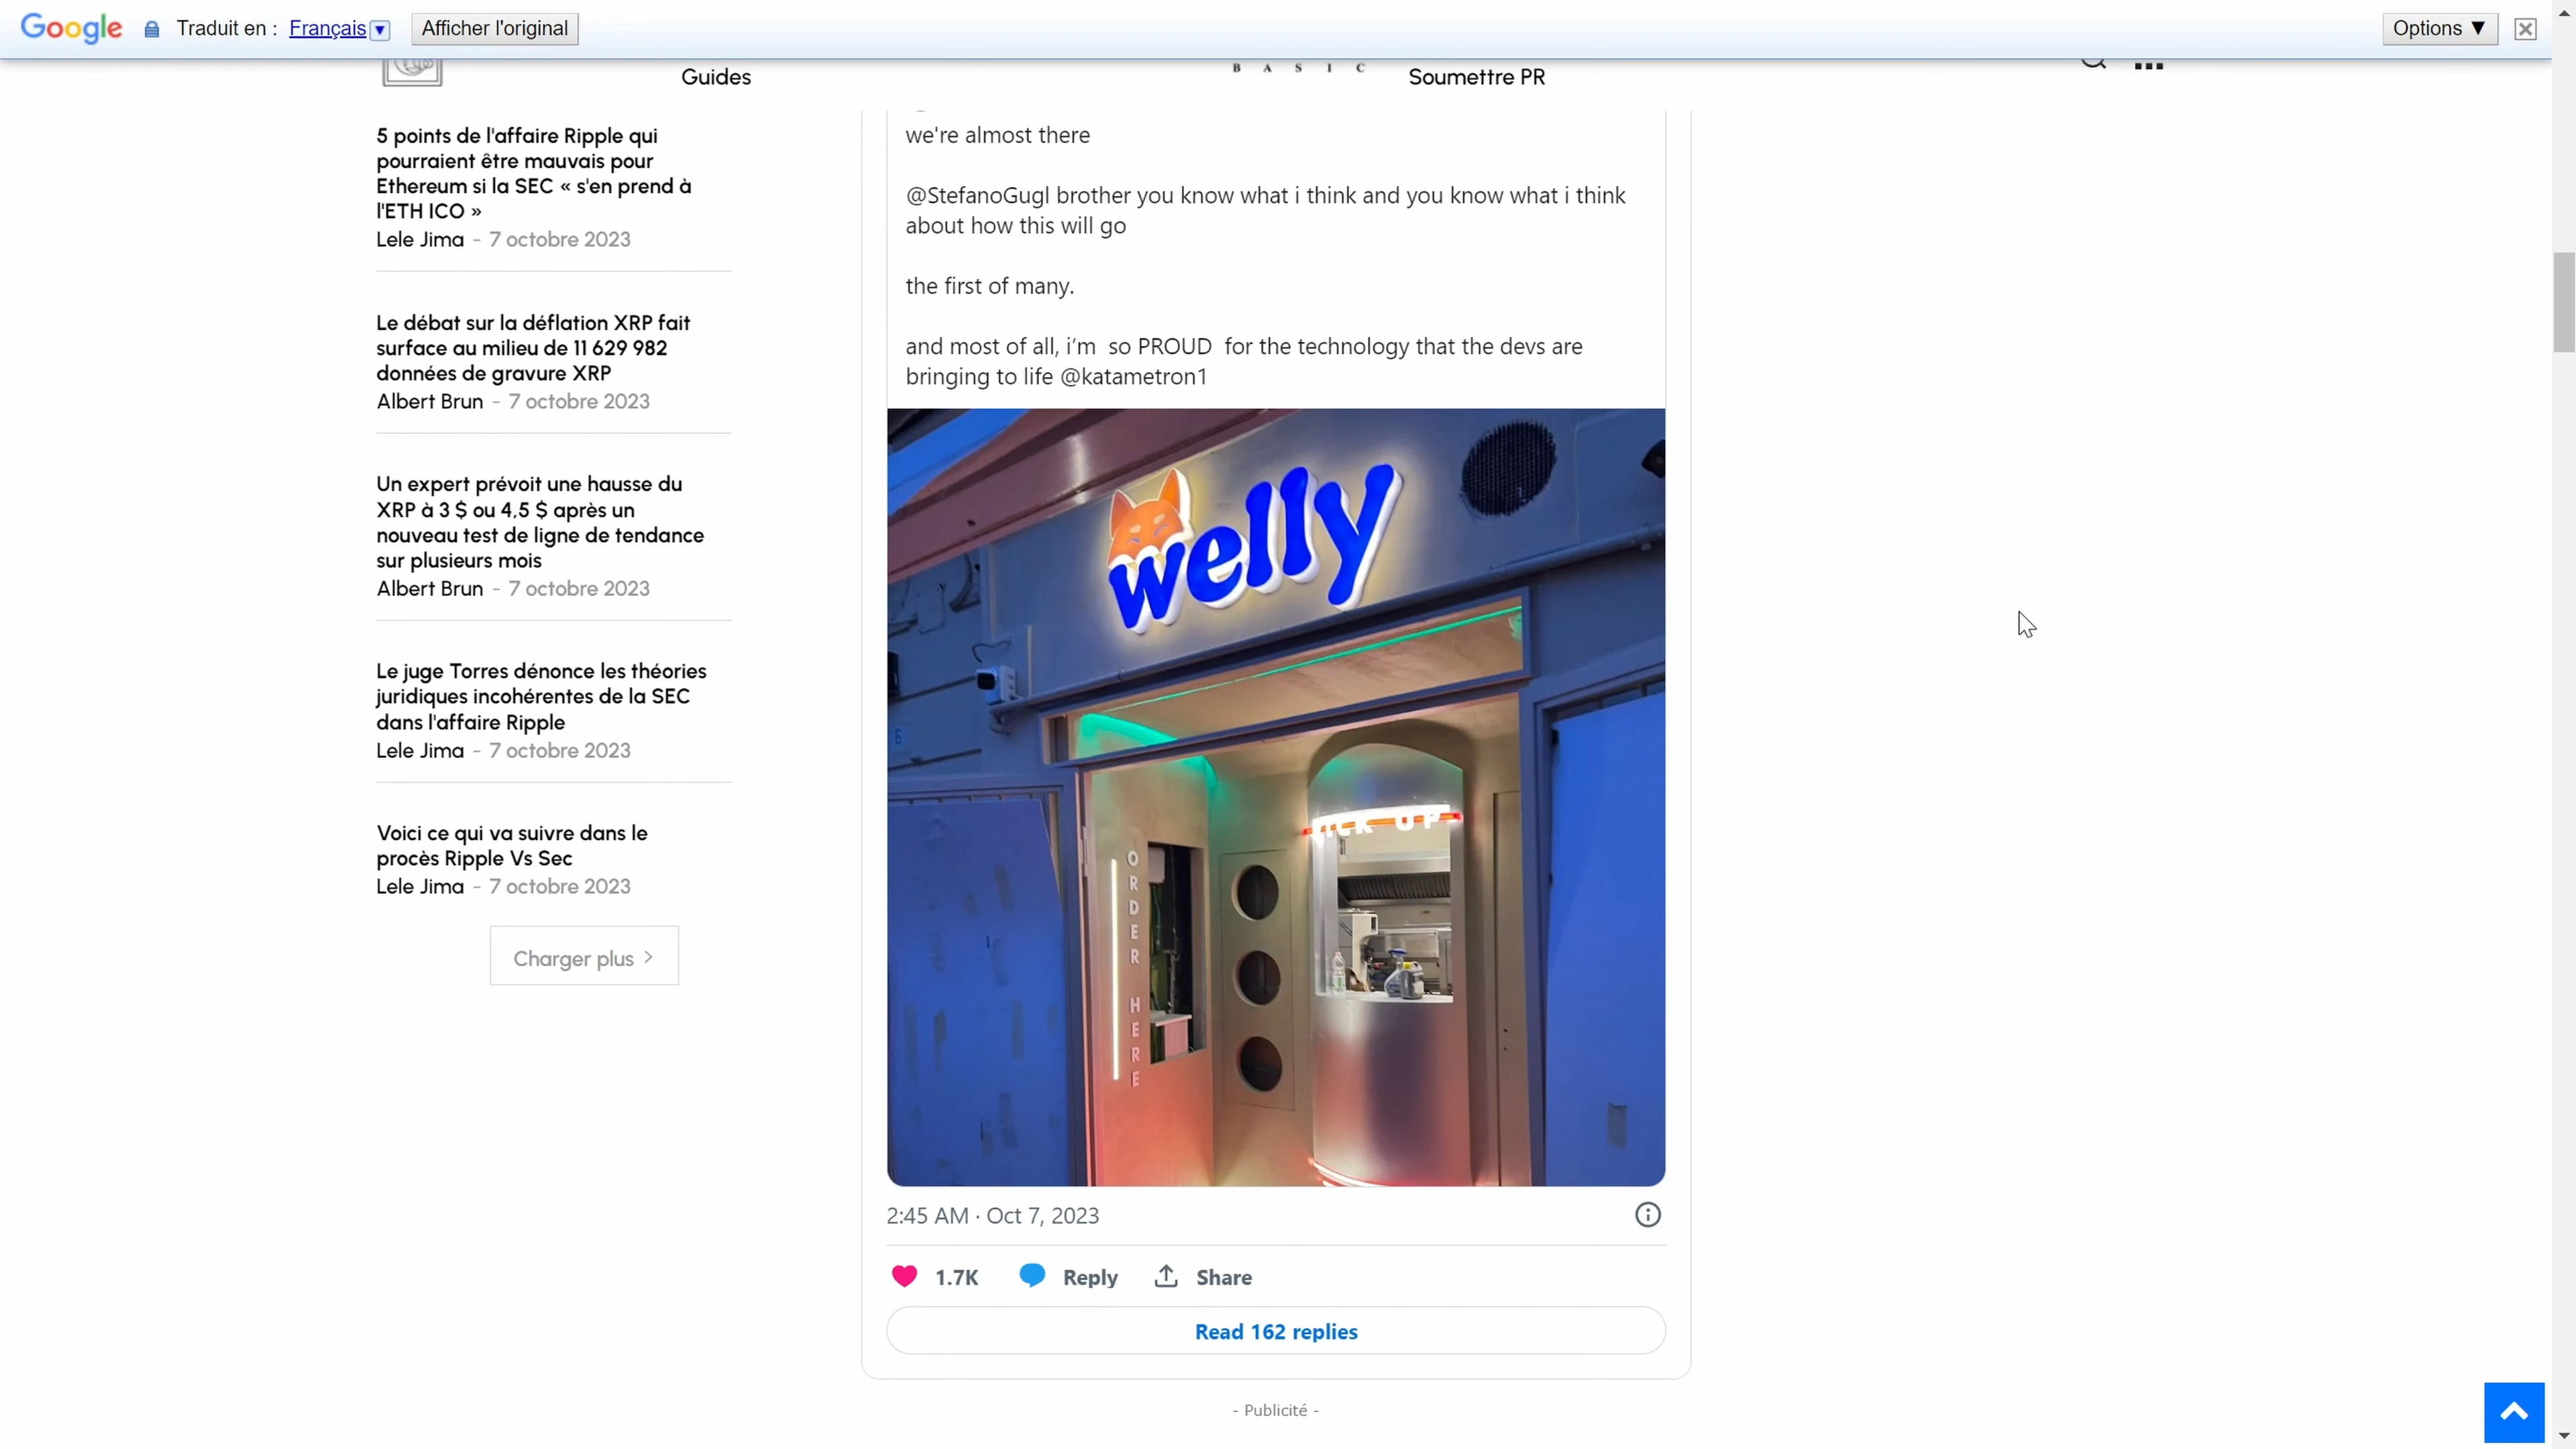 Google Traduit en : Français Afficher l'original Options ▼
Guides
B A S I C
Soumettre PR
5 points de l'affaire Ripple qui
pourraient être mauvais pour
Ethereum si la SEC « s'en prend à
l'ETH ICO »
Lele Jima - 7 octobre 2023
Le débat sur la déflation XRP fait
surface au milieu de 11 629 982
données de gravure XRP
Albert Brun - 7 octobre 2023
Un expert prévoit une hausse du
XRP à 3 $ ou 4,5 $ après un
nouveau test de ligne de tendance
sur plusieurs mois
Albert Brun - 7 octobre 2023
Le juge Torres dénonce les théories
juridiques incohérentes de la SEC
dans l'affaire Ripple
Lele Jima - 7 octobre 2023
Voici ce qui va suivre dans le
procès Ripple Vs Sec
Lele Jima - 7 octobre 2023
Charger plus >
we're almost there
@StefanoGugl brother you know what i think and you know what i think
about how this will go
the first of many.
and most of all, i'm so PROUD for the technology that the devs are
bringing to life @katametron1
welly
PICK UP
ORDER HERE
2:45 AM · Oct 7, 2023
1.7K Reply Share
Read 162 replies
- Publicité -